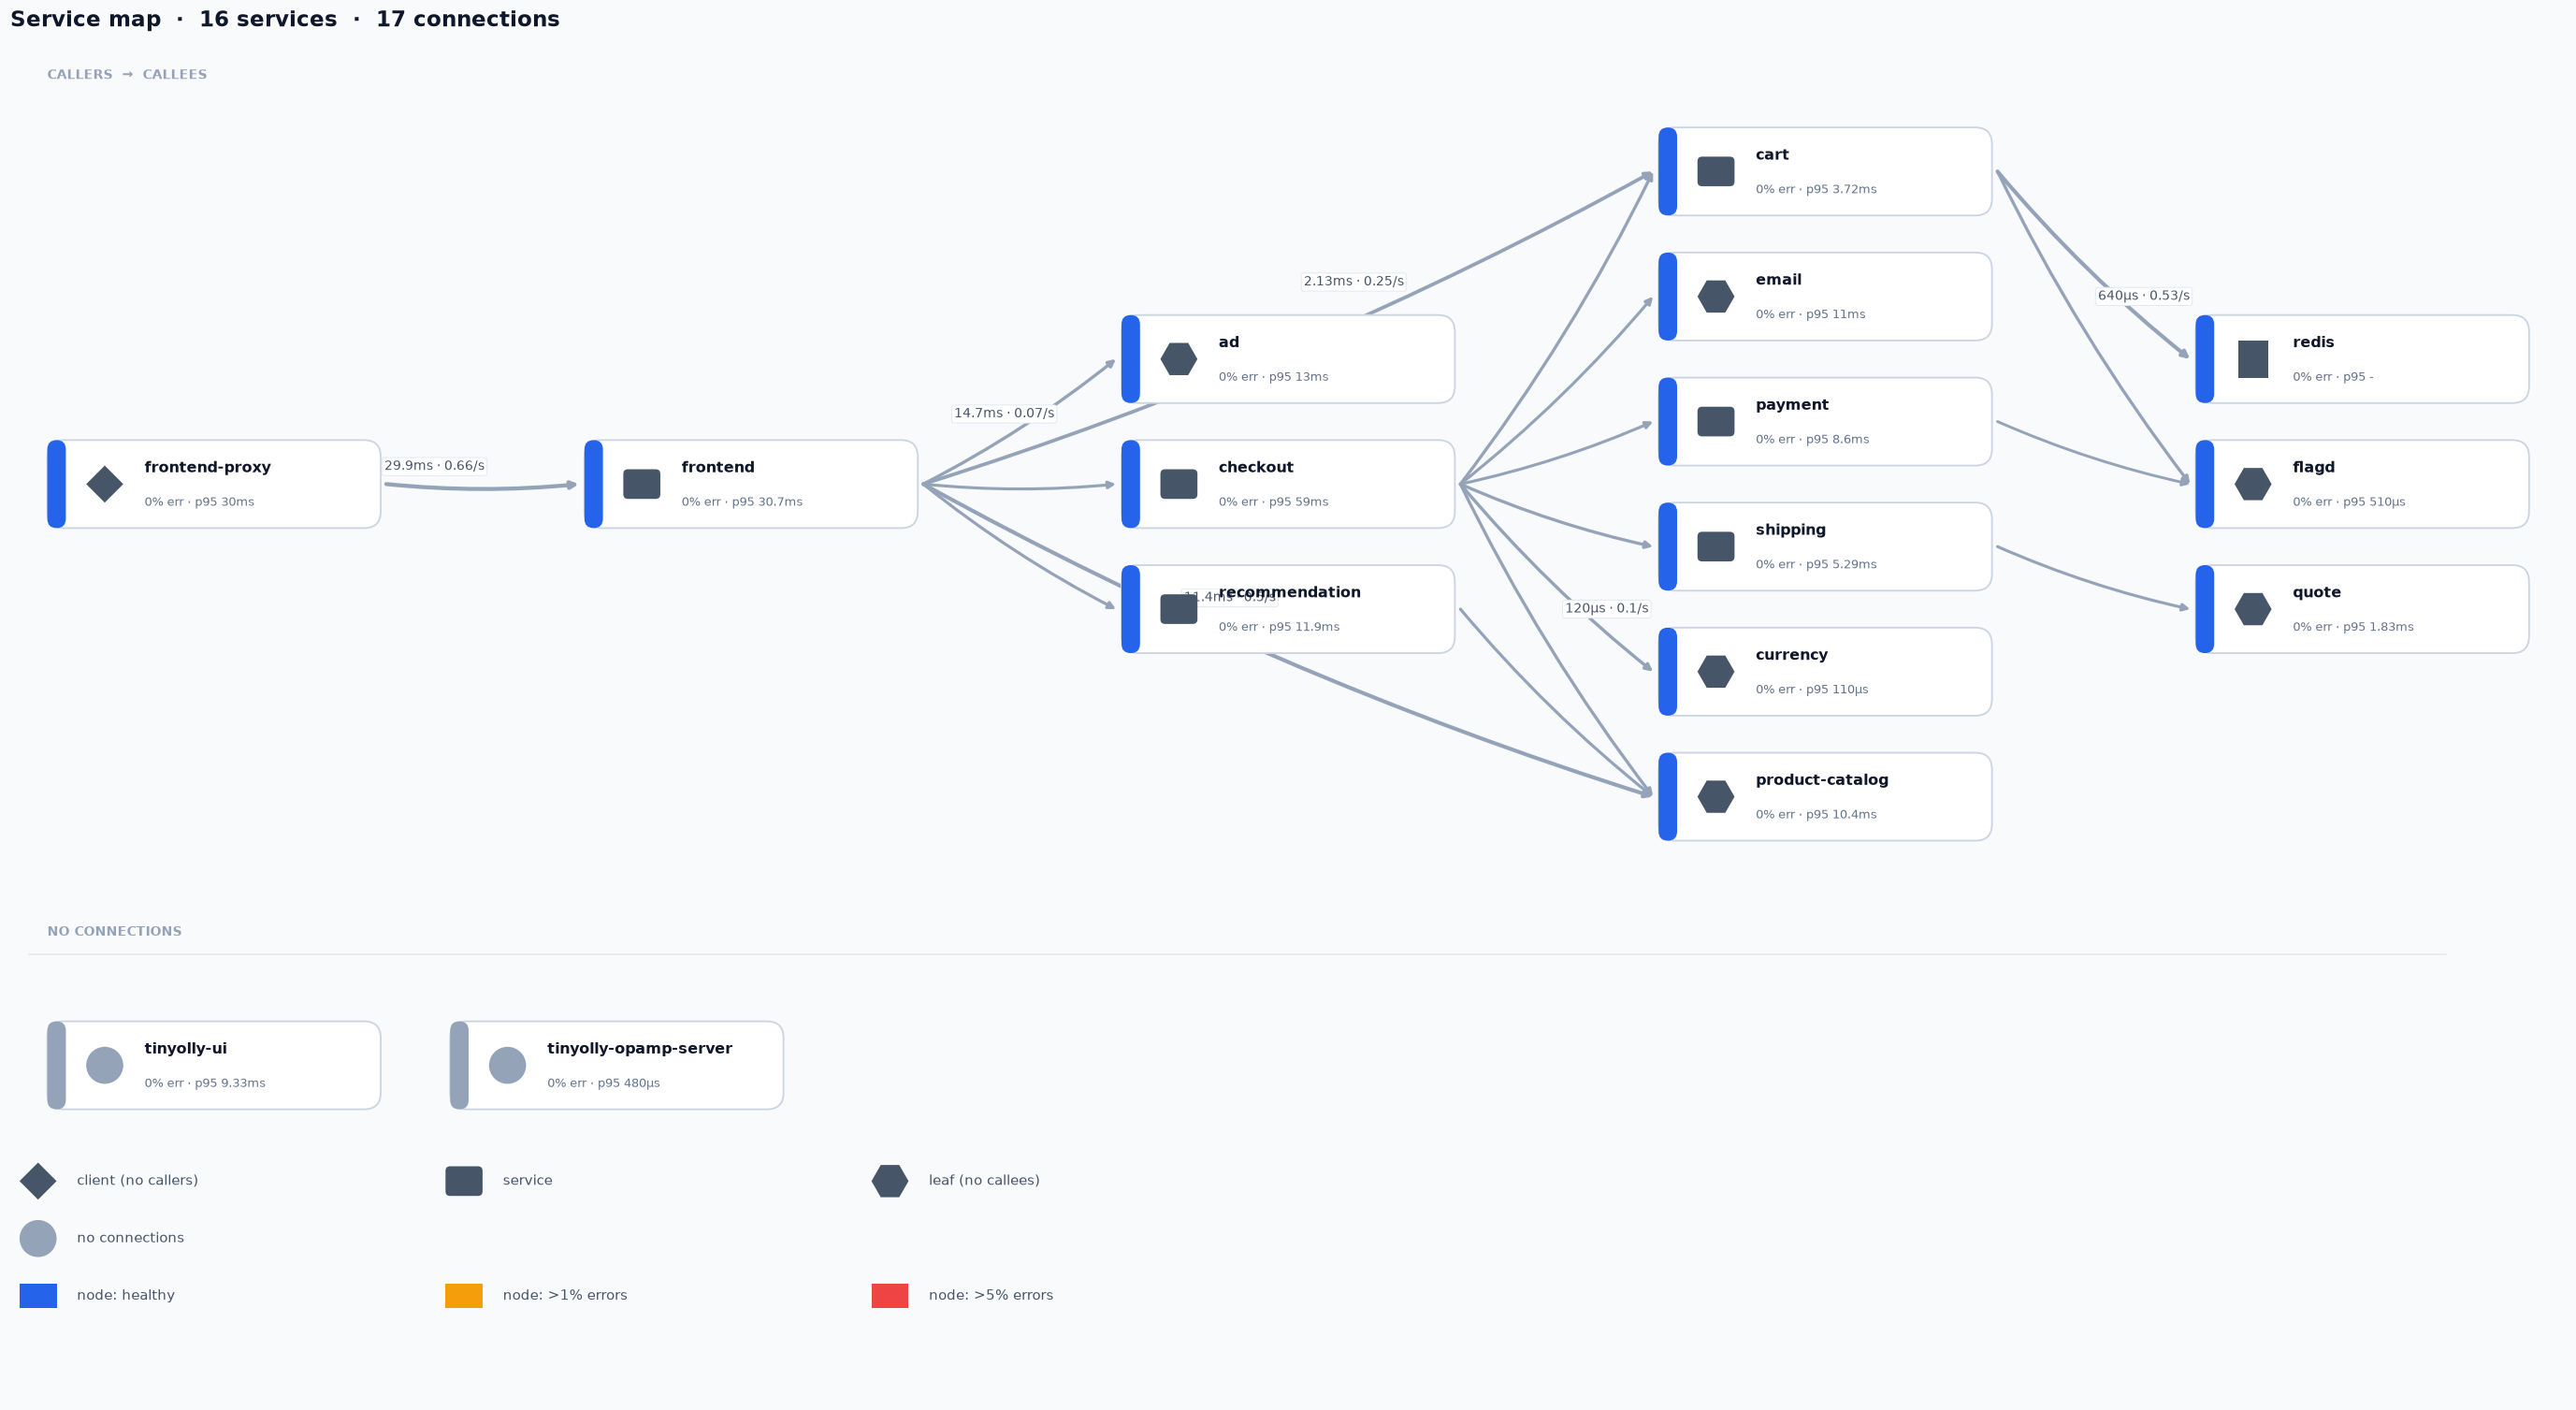 Service map · 16 services · 17 connections
CALLERS → CALLEES
cart
0% err · p95 3.72ms
email
0% err · p95 11ms
2.13ms · 0.25/s
640µs · 0.53/s
ad
0% err · p95 13ms
redis
0% err · p95 -
payment
0% err · p95 8.6ms
14.7ms · 0.07/s
frontend-proxy
0% err · p95 30ms
29.9ms · 0.66/s
frontend
0% err · p95 30.7ms
checkout
0% err · p95 59ms
flagd
0% err · p95 510µs
shipping
0% err · p95 5.29ms
recommendation
0% err · p95 11.9ms
120µs · 0.1/s
quote
0% err · p95 1.83ms
currency
0% err · p95 110µs
product-catalog
0% err · p95 10.4ms
NO CONNECTIONS
tinyolly-ui
0% err · p95 9.33ms
tinyolly-opamp-server
0% err · p95 480µs
client (no callers)
service
leaf (no callees)
no connections
node: healthy
node: >1% errors
node: >5% errors